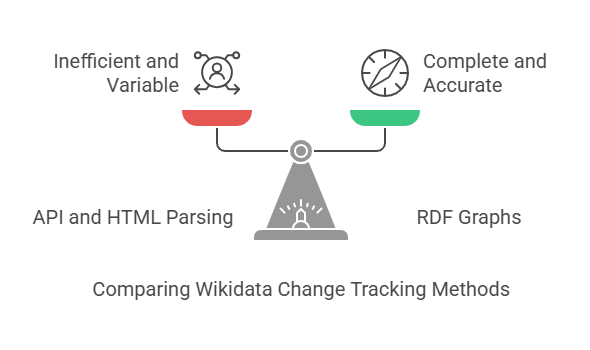 Inefficient and
Variable
Complete and
Accurate
API and HTML Parsing
RDF Graphs
Comparing Wikidata Change Tracking Methods